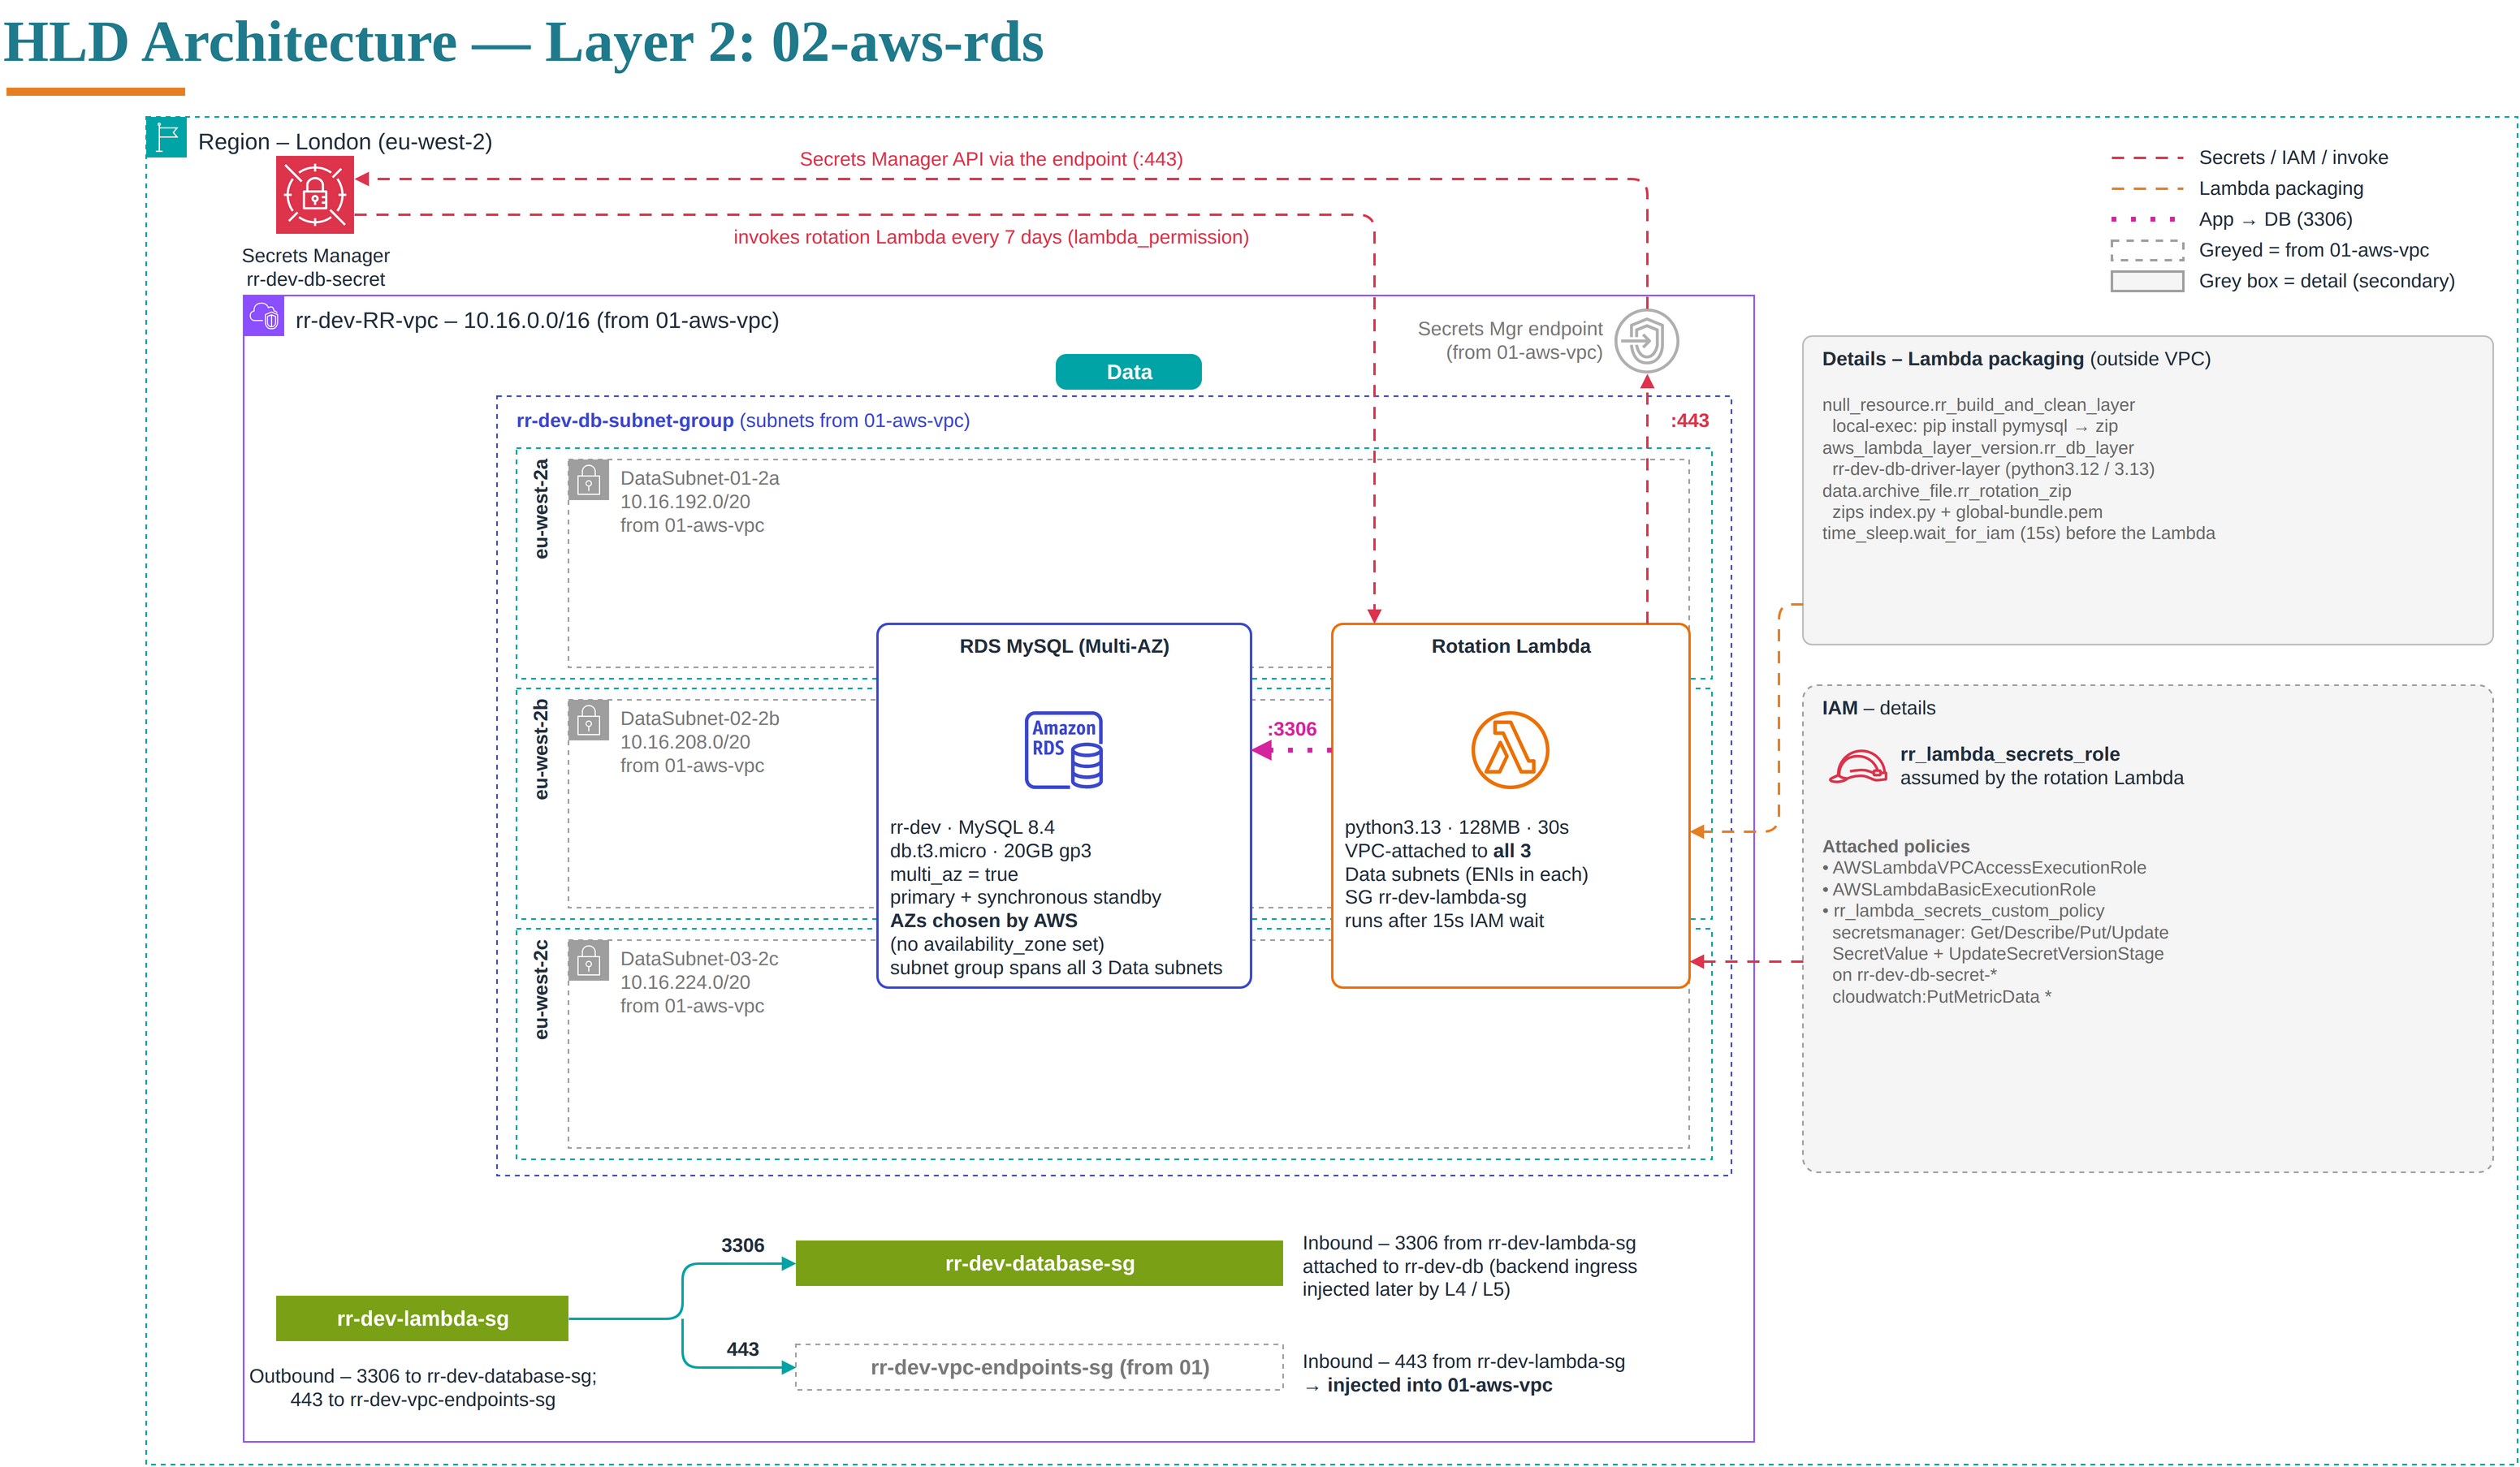 HLD Architecture — Layer 2: 02-aws-rds
Region – London (eu-west-2)
Secrets Manager API via the endpoint (:443)
invokes rotation Lambda every 7 days (lambda_permission)
Secrets Manager
rr-dev-db-secret
Secrets / IAM / invoke
Lambda packaging
App → DB (3306)
Greyed = from 01-aws-vpc
Grey box = detail (secondary)
rr-dev-RR-vpc – 10.16.0.0/16 (from 01-aws-vpc)
Secrets Mgr endpoint
(from 01-aws-vpc)
Data
rr-dev-db-subnet-group (subnets from 01-aws-vpc)
:443
eu-west-2a
DataSubnet-01-2a
10.16.192.0/20
from 01-aws-vpc
eu-west-2b
DataSubnet-02-2b
10.16.208.0/20
from 01-aws-vpc
eu-west-2c
DataSubnet-03-2c
10.16.224.0/20
from 01-aws-vpc
RDS MySQL (Multi-AZ)
Amazon
RDS
rr-dev · MySQL 8.4
db.t3.micro · 20GB gp3
multi_az = true
primary + synchronous standby
AZs chosen by AWS
(no availability_zone set)
subnet group spans all 3 Data subnets
:3306
Rotation Lambda
python3.13 · 128MB · 30s
VPC-attached to all 3
Data subnets (ENIs in each)
SG rr-dev-lambda-sg
runs after 15s IAM wait
Details – Lambda packaging (outside VPC)
null_resource.rr_build_and_clean_layer
local-exec: pip install pymysql → zip
aws_lambda_layer_version.rr_db_layer
rr-dev-db-driver-layer (python3.12 / 3.13)
data.archive_file.rr_rotation_zip
zips index.py + global-bundle.pem
time_sleep.wait_for_iam (15s) before the Lambda
IAM – details
rr_lambda_secrets_role
assumed by the rotation Lambda
Attached policies
• AWSLambdaVPCAccessExecutionRole
• AWSLambdaBasicExecutionRole
• rr_lambda_secrets_custom_policy
secretsmanager: Get/Describe/Put/Update
SecretValue + UpdateSecretVersionStage
on rr-dev-db-secret-*
cloudwatch:PutMetricData *
rr-dev-lambda-sg
Outbound – 3306 to rr-dev-database-sg;
443 to rr-dev-vpc-endpoints-sg
3306
rr-dev-database-sg
Inbound – 3306 from rr-dev-lambda-sg
attached to rr-dev-db (backend ingress
injected later by L4 / L5)
443
rr-dev-vpc-endpoints-sg (from 01)
Inbound – 443 from rr-dev-lambda-sg
→ injected into 01-aws-vpc